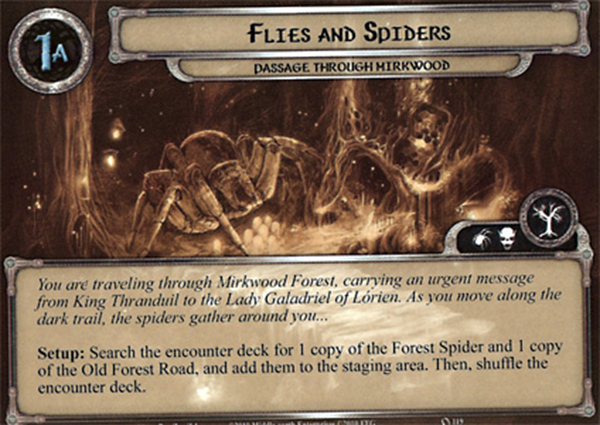 1A
FLIES AND SPIDERS
PASSAGE THROUGH MIRKWOOD
You are traveling through Mirkwood Forest, carrying an urgent message
from King Thranduil to the Lady Galadriel of Lórien. As you move along the
dark trail, the spiders gather around you...
Setup: Search the encounter deck for 1 copy of the Forest Spider and 1 copy
of the Old Forest Road, and add them to the staging area. Then, shuffle the
encounter deck.
119